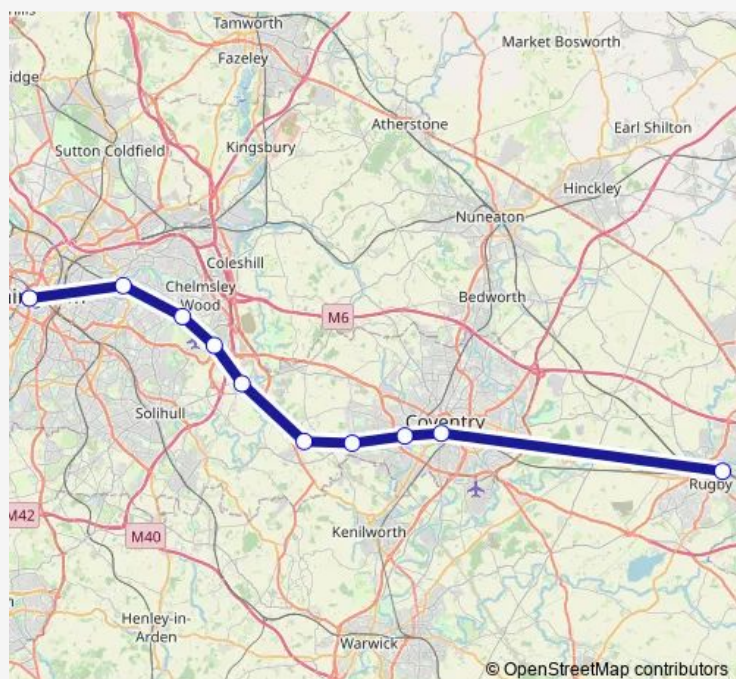 Tamworth
Fazeley
Market Bosworth
Kingsbury
Atherstone
Earl Shilton
Sutton Coldfield
Hinckley
Nuneaton
Coleshill
Chelmsley
Wood
Bedworth
M6
Solihull
Coventry
Rugby
M42
M40
Kenilworth
Henley-in-
Arden
Warwick
© OpenStreetMap contributors